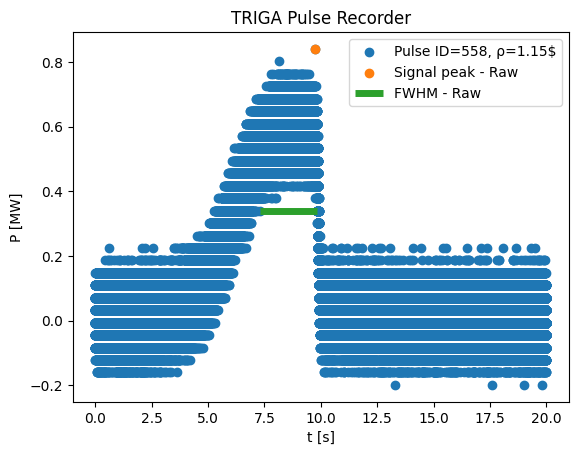 TRIGA Pulse Recorder
Pulse ID=558, ρ=1.15$
Signal peak - Raw
FWHM - Raw
P [MW]
0.8
0.6
0.4
0.2
0.0
−0.2
0.0 2.5 5.0 7.5 10.0 12.5 15.0 17.5 20.0
t [s]